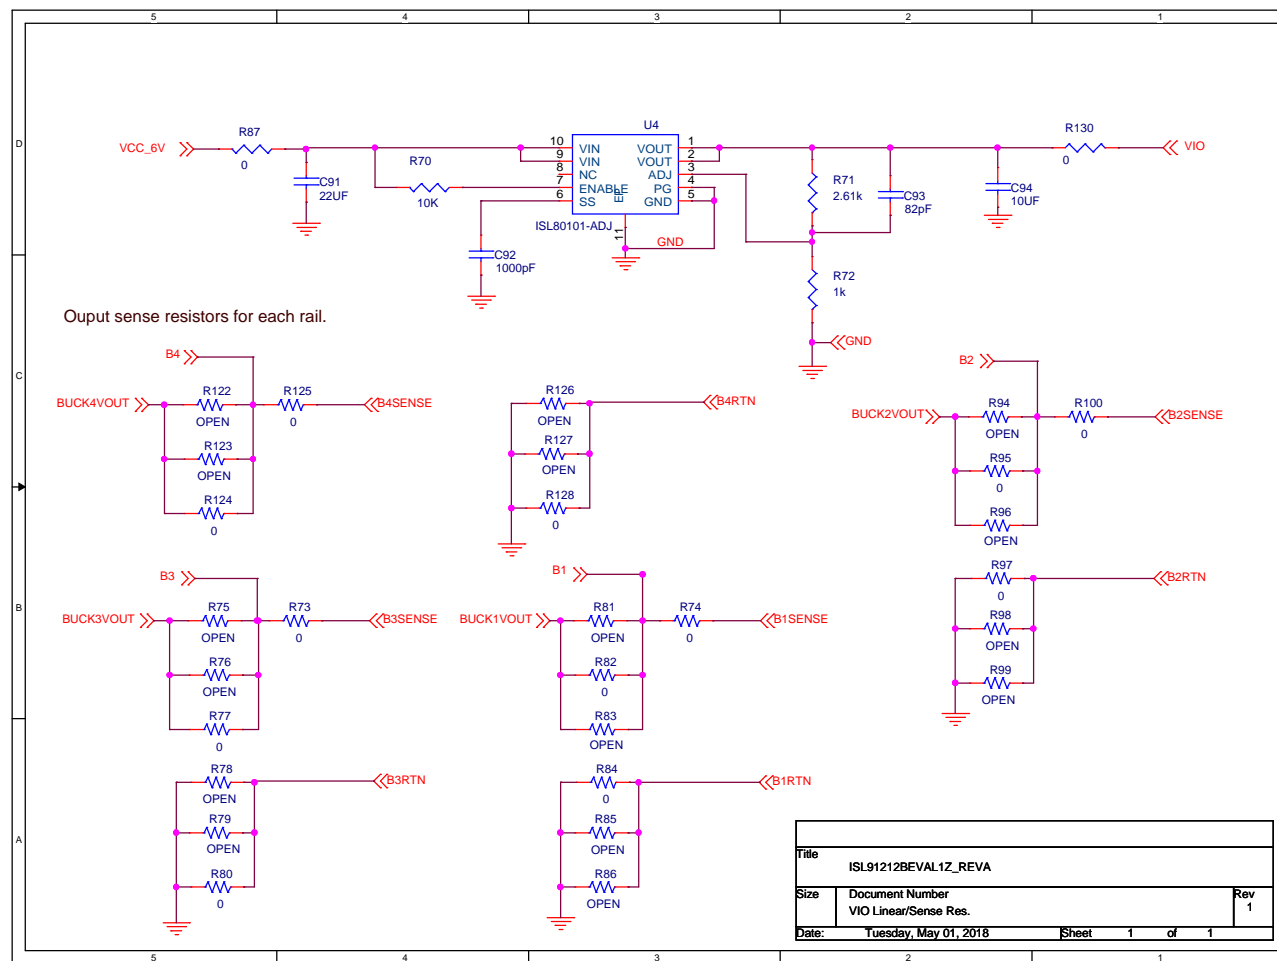 5 4 3 2 1
D
C
B
A
U4
R87
0
VCC_6V
R70
10K
C91
22UF
C92
1000pF
10 VIN VOUT 1
9 VIN VOUT 2
8 NC ADJ 3
7 ENABLE PG 4
6 SS GND 5
EP
11
ISL80101-ADJ
GND
R71
2.61k
C93
82pF
C94
10UF
R130
0
VIO
R72
1k
GND
Ouput sense resistors for each rail.
B4
BUCK4VOUT
R122
OPEN
R125
0
B4SENSE
R123
OPEN
R124
0
R126
OPEN
B4RTN
R127
OPEN
R128
0
B2
BUCK2VOUT
R94
OPEN
R100
0
B2SENSE
R95
0
R96
OPEN
R97
0
B2RTN
R98
OPEN
R99
OPEN
B3
BUCK3VOUT
R75
OPEN
R73
0
B3SENSE
R76
OPEN
R77
0
R78
OPEN
B3RTN
R79
OPEN
R80
0
B1
BUCK1VOUT
R81
OPEN
R74
0
B1SENSE
R82
0
R83
OPEN
R84
0
B1RTN
R85
OPEN
R86
OPEN
Title
ISL91212BEVAL1Z_REVA
Size Document Number Rev
VIO Linear/Sense Res. 1
Date: Tuesday, May 01, 2018 Sheet 1 of 1
5 4 3 2 1